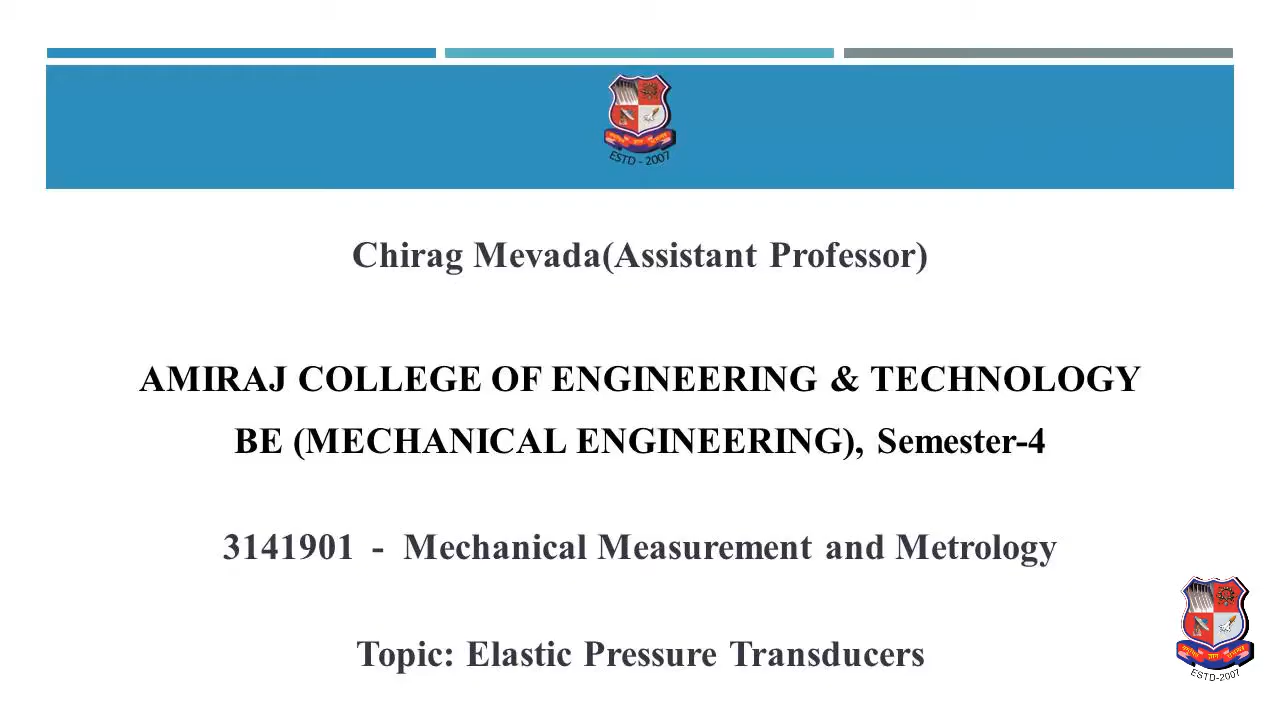 ESTD - 2007
Chirag Mevada(Assistant Professor)
AMIRAJ COLLEGE OF ENGINEERING & TECHNOLOGY
BE (MECHANICAL ENGINEERING), Semester-4
3141901 - Mechanical Measurement and Metrology
Topic: Elastic Pressure Transducers
ESTD-2007